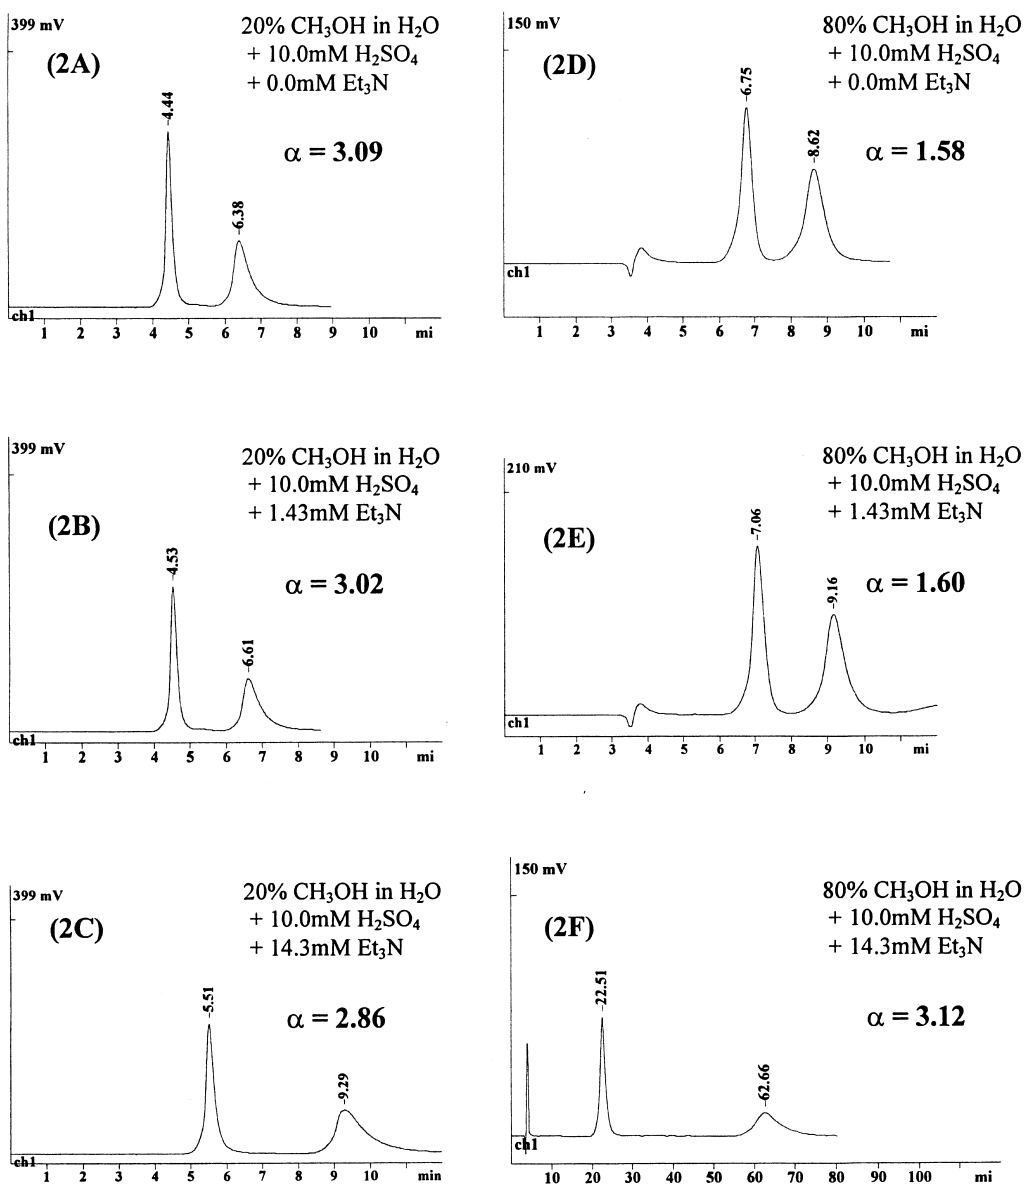 399 mV
(2A)
20% CH₃OH in H₂O
+ 10.0mM H₂SO₄
+ 0.0mM Et₃N
α = 3.09
4.44
6.38
ch1
1 2 3 4 5 6 7 8 9 10 mi
150 mV
(2D)
80% CH₃OH in H₂O
+ 10.0mM H₂SO₄
+ 0.0mM Et₃N
α = 1.58
6.75
8.62
ch1
1 2 3 4 5 6 7 8 9 10 mi
399 mV
(2B)
20% CH₃OH in H₂O
+ 10.0mM H₂SO₄
+ 1.43mM Et₃N
α = 3.02
4.53
6.61
ch1
1 2 3 4 5 6 7 8 9 10 mi
210 mV
(2E)
80% CH₃OH in H₂O
+ 10.0mM H₂SO₄
+ 1.43mM Et₃N
α = 1.60
7.06
9.16
ch1
1 2 3 4 5 6 7 8 9 10 mi
399 mV
(2C)
20% CH₃OH in H₂O
+ 10.0mM H₂SO₄
+ 14.3mM Et₃N
α = 2.86
5.51
9.29
ch1
1 2 3 4 5 6 7 8 9 10 min
150 mV
(2F)
80% CH₃OH in H₂O
+ 10.0mM H₂SO₄
+ 14.3mM Et₃N
α = 3.12
22.51
62.66
ch1
10 20 30 40 50 60 70 80 90 100 mi